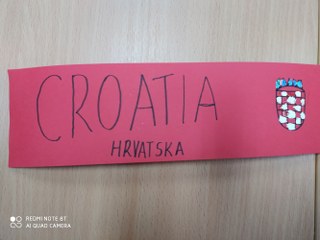 CROATIA
HRVATSKA
REDMI NOTE 8T
AI QUAD CAMERA